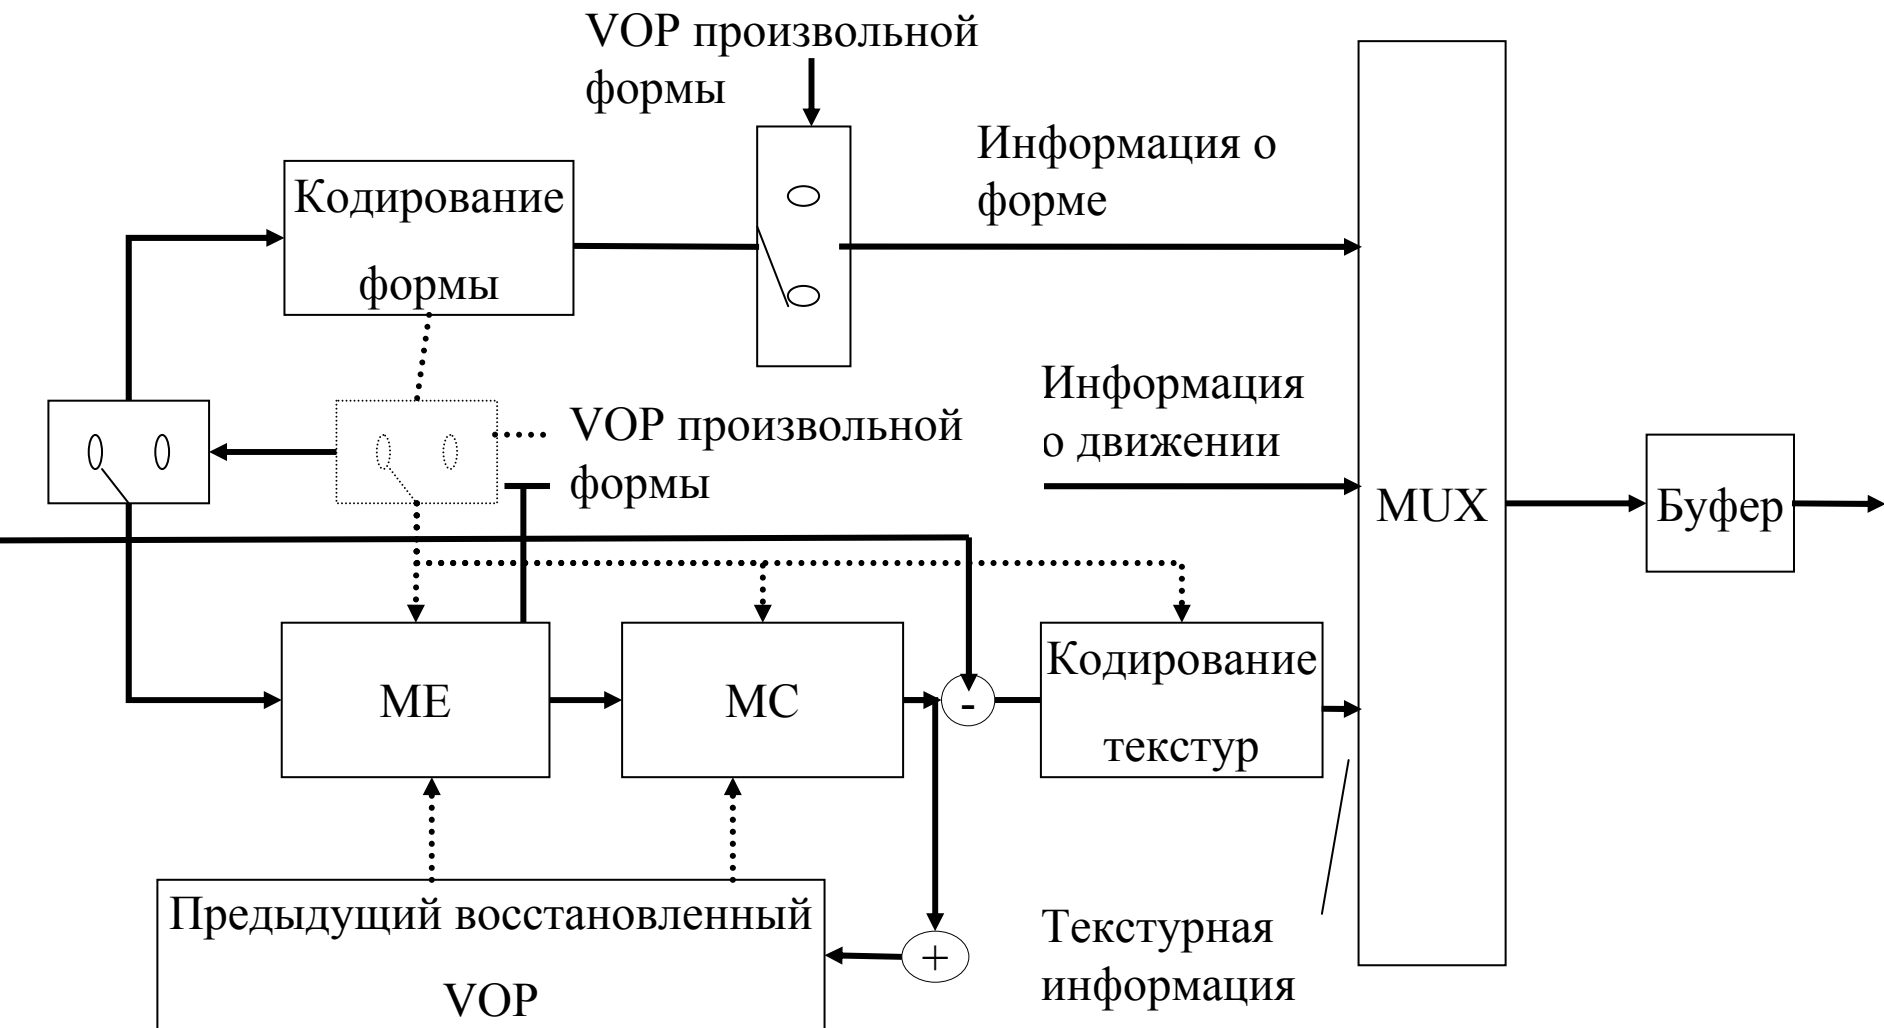 VOP произвольной
формы
Информация о
форме
Кодирование
формы
Информация
о движении
VOP произвольной
формы
MUX
Буфер
ME
MC
-
Кодирование
текстур
Предыдущий восстановленный
VOP
+
Текстурная
информация